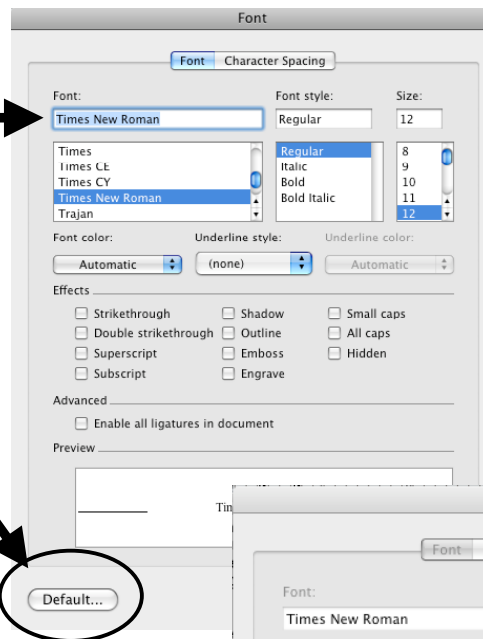 Font
Font Character Spacing
Font: Font style: Size:
Times New Roman Regular 12
Times Regular 8
Times CE Italic 9
Times CY Bold 10
Times New Roman Bold Italic 11
Trajan 12
Font color: Underline style: Underline color:
Automatic (none) Automatic
Effects
Strikethrough Shadow Small caps
Double strikethrough Outline All caps
Superscript Emboss Hidden
Subscript Engrave
Advanced
Enable all ligatures in document
Preview
Tim
Font
Default...
Font:
Times New Roman